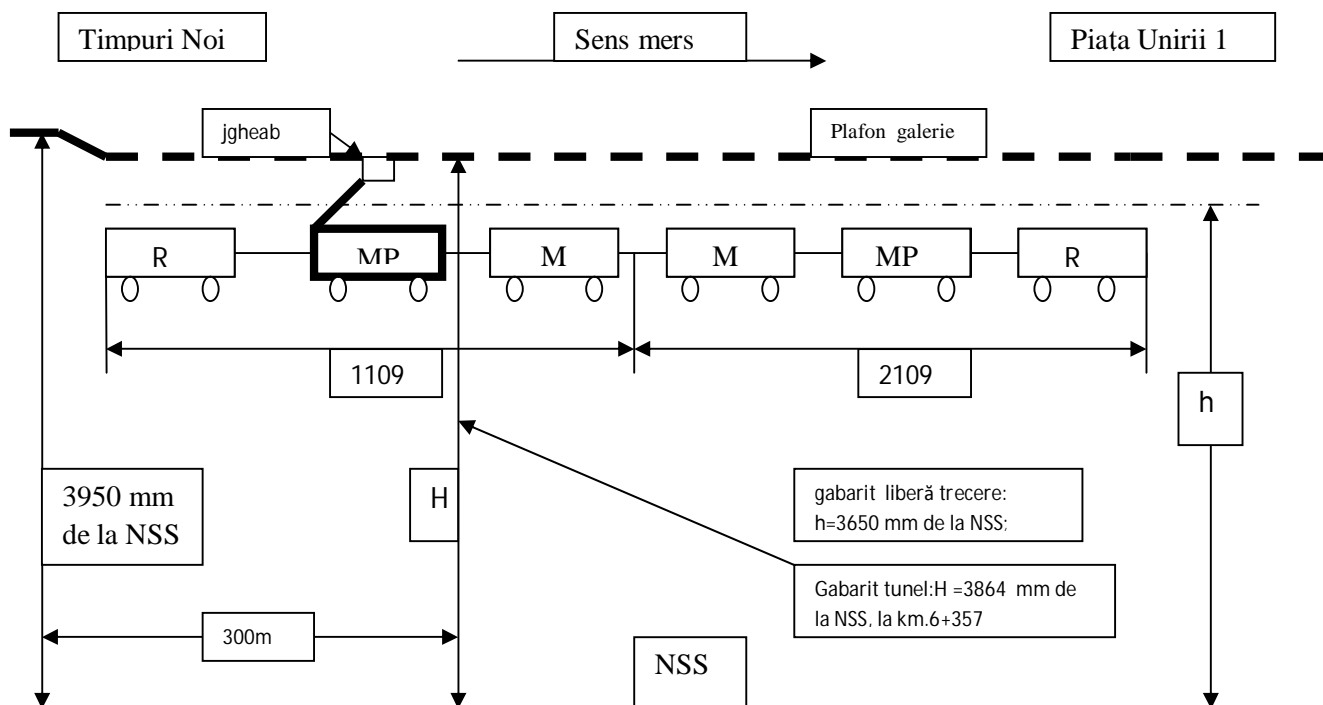 Timpuri Noi
Sens mers
Piața Unirii 1
jgheab
Plafon galerie
R
MP
M
M
MP
R
1109
2109
h
3950 mm
de la NSS
H
gabarit liberă trecere:
h=3650 mm de la NSS;
Gabarit tunel:H =3864 mm de
la NSS, la km.6+357
300m
NSS